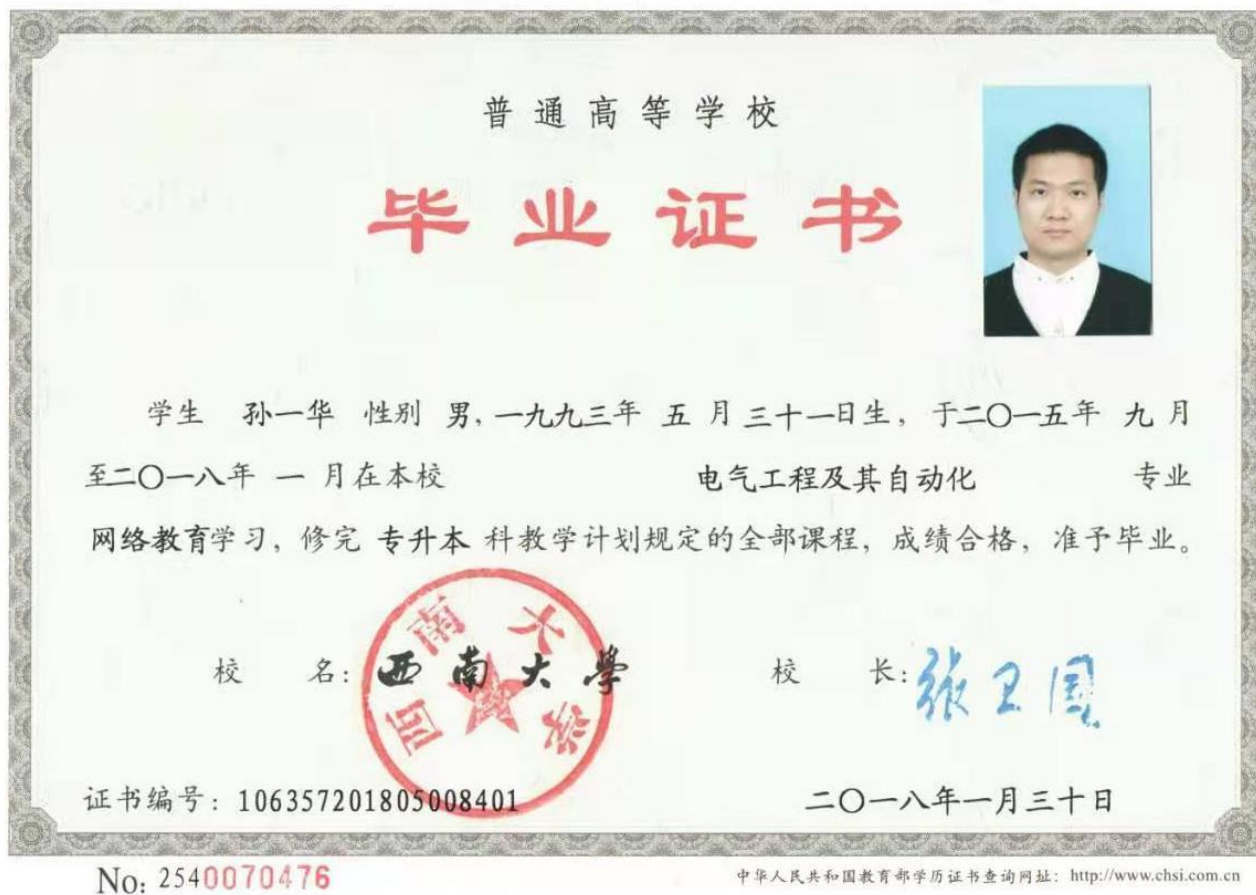 普通高等学校
毕业证书
学生 孙一华 性别 男，一九九三年 五 月 三十一日生，于二〇一五年 九 月
至二〇一八年 一 月在本校 电气工程及其自动化 专业
网络教育学习，修完 专升本 科教学计划规定的全部课程，成绩合格，准予毕业。
西南大学
校 名：西南大學 校 长：张卫国
证书编号：106357201805008401 二〇一八年一月三十日
No: 2540070476 中华人民共和国教育部学历证书查询网址：http://www.chsi.com.cn